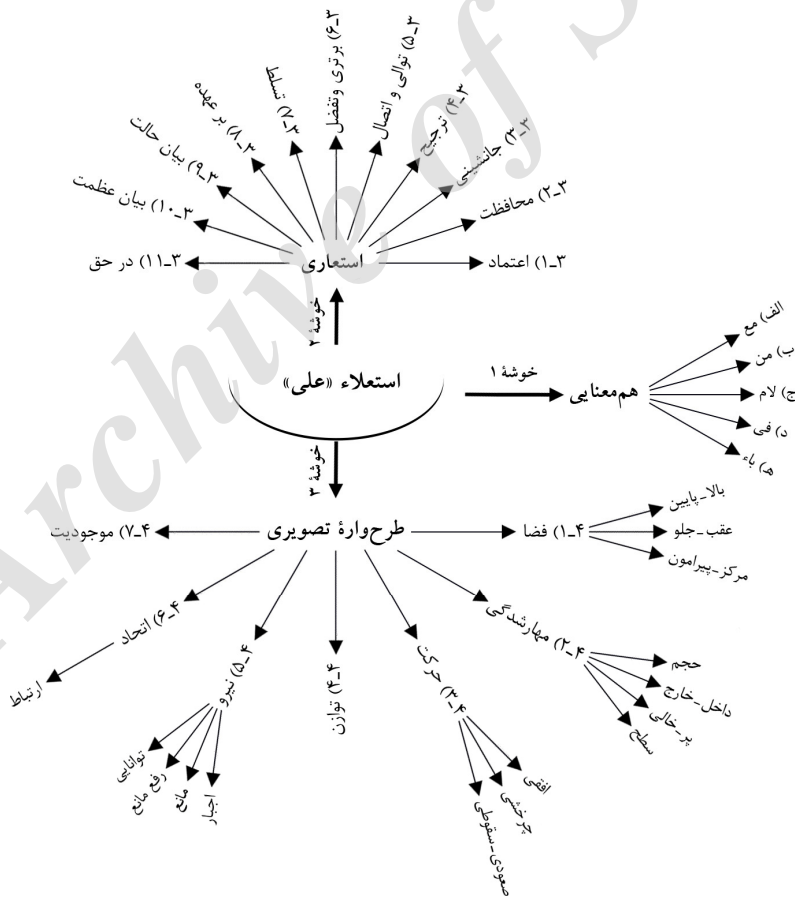 ۳_۶) برتری و تفضل
۳_۵) توالی و اتصال
۳_۴) ترجیح
۳_۳) جانشینی
۳_۲) محافظت
۳_۱) اعتماد
۳_۷) تسلط
۳_۸) بر عهده
۳_۹) بیان حالت
۳_۱۰) بیان عظمت
۳_۱۱) در حق
استعاری
خوشهٔ ۲
استعلاء «علی»
خوشهٔ ۱
هم‌معنایی
الف) مع
ب) من
ج) لام
د) فی
هـ) باء
خوشهٔ ۳
طرح‌وارهٔ تصویری
۴_۱) فضا
بالا_پایین
عقب_جلو
مرکز_پیرامون
۴_۲) مهارشدگی
حجم
داخل_خارج
پر_خالی
سطح
۴_۳) حرکت
افقی
چرخشی
صعودی_سقوطی
۴_۴) توازن
۴_۵) نیرو
اجبار
مانع
رفع مانع
توانایی
۴_۶) اتحاد
ارتباط
۴_۷) موجودیت
Archive of S